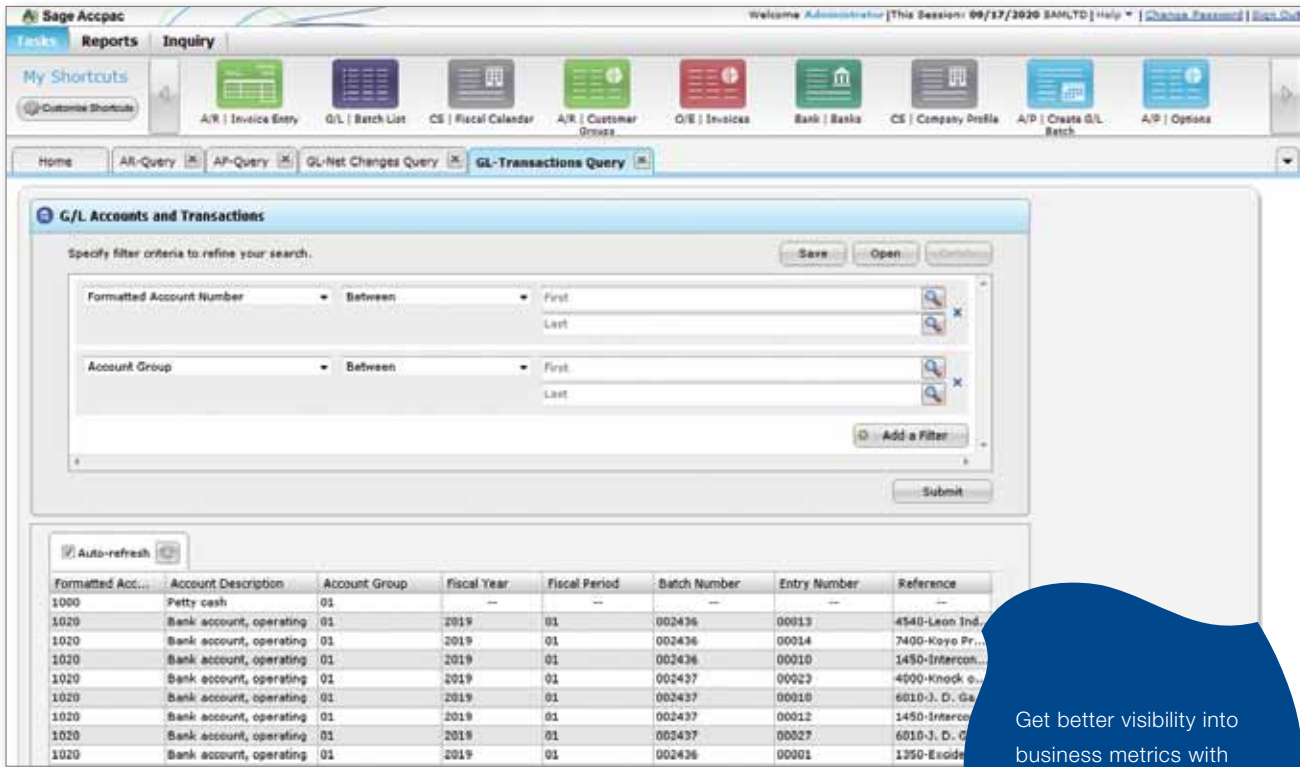 Sage Accpac
Welcome Administrator [This Session: 09/17/2020 SAMLTD] Help | Change Password | Sign Out
Tasks Reports Inquiry
My Shortcuts
Customize Shortcuts
A/R | Invoice Entry
G/L | Batch List
CS | Fiscal Calendar
A/R | Customer Groups
O/E | Invoices
Bank | Banks
CS | Company Profile
A/P | Create G/L Batch
A/P | Options
Home AR-Query AP-Query GL-Net Changes Query GL-Transactions Query
G/L Accounts and Transactions
Specify filter criteria to refine your search.
Save Open
Formatted Account Number Between First
Last
Account Group Between First
Last
Add a Filter
Submit
Auto-refresh
Formatted Acc... Account Description Account Group Fiscal Year Fiscal Period Batch Number Entry Number Reference
1000 Petty cash 01 -- -- -- -- --
1020 Bank account, operating 01 2019 01 002436 00013 4540-Leon Ind...
1020 Bank account, operating 01 2019 01 002436 00014 7400-Koyo Pr...
1020 Bank account, operating 01 2019 01 002436 00010 1450-Intercon...
1020 Bank account, operating 01 2019 01 002437 00023 4000-Knock o...
1020 Bank account, operating 01 2019 01 002437 00010 6010-J. D. Ga...
1020 Bank account, operating 01 2019 01 002437 00012 1450-Interco
1020 Bank account, operating 01 2019 01 002437 00027 6010-J. D. G
1020 Bank account, operating 01 2019 01 002436 00001 1350-Exide
Get better visibility into
business metrics with